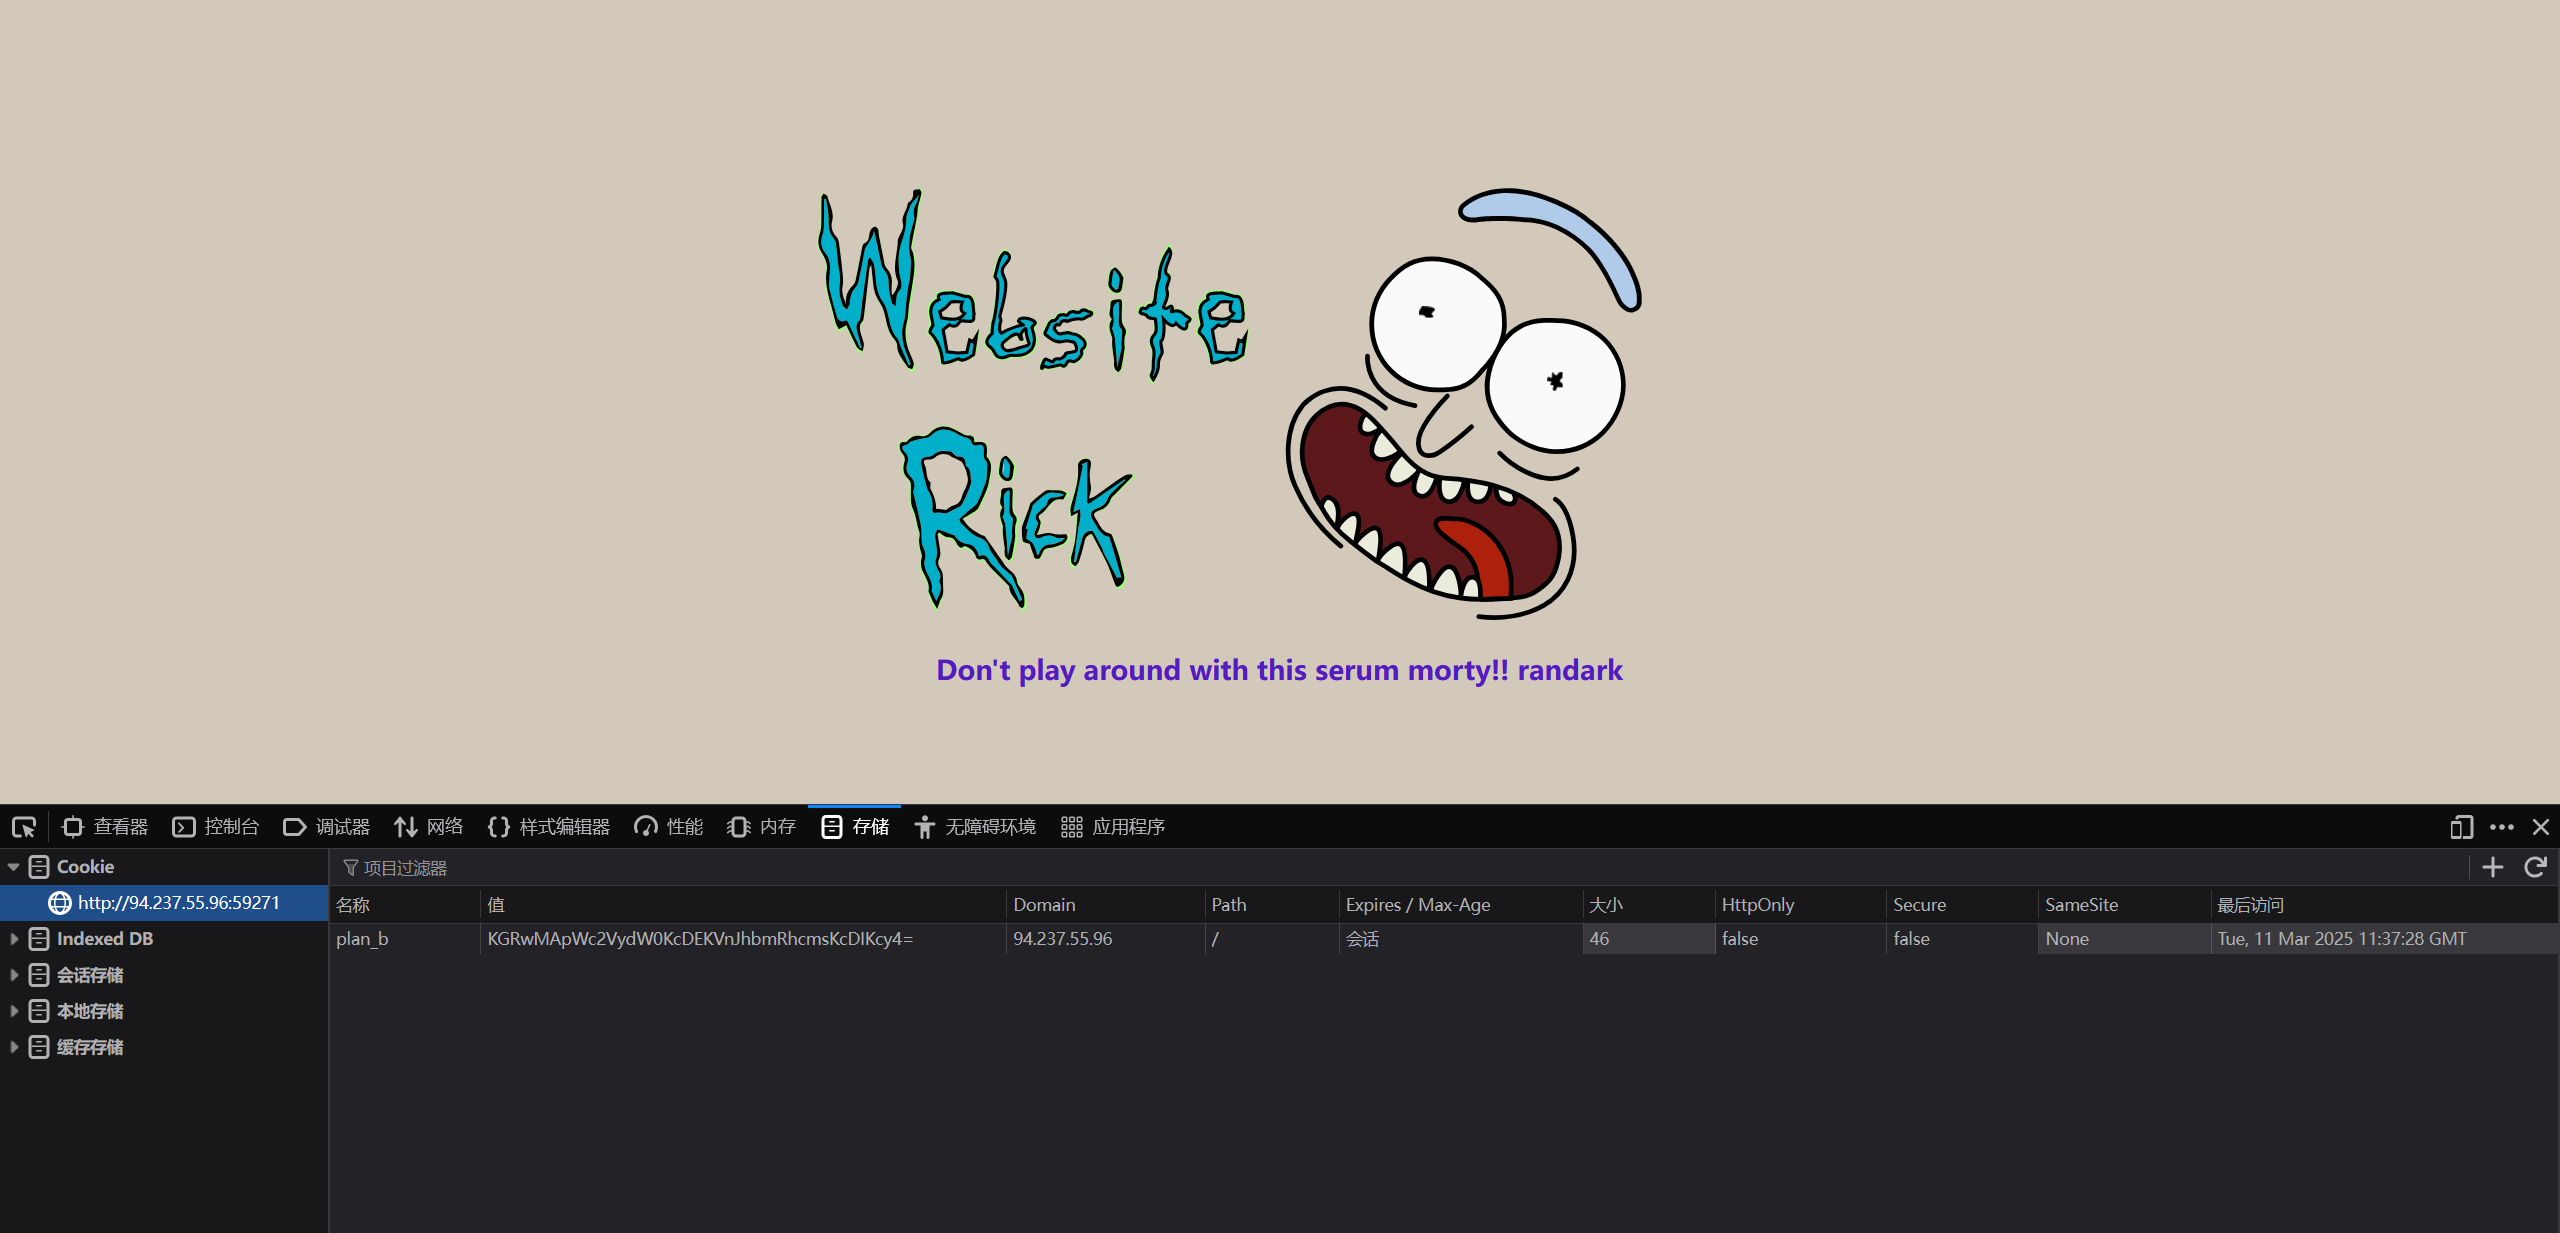 Website
Rick
Don't play around with this serum morty!! randark
查看器 控制台 调试器 网络 样式编辑器 性能 内存 存储 无障碍环境 应用程序
Cookie
项目过滤器
http://94.237.55.96:59271
名称 值 Domain Path Expires / Max-Age 大小 HttpOnly Secure SameSite 最后访问
Indexed DB
plan_b KGRwMApWc2VydW0KcDEKVnJhbmRhcmsKcDIKcy4= 94.237.55.96 / 会话 46 false false None Tue, 11 Mar 2025 11:37:28 GMT
会话存储
本地存储
缓存存储